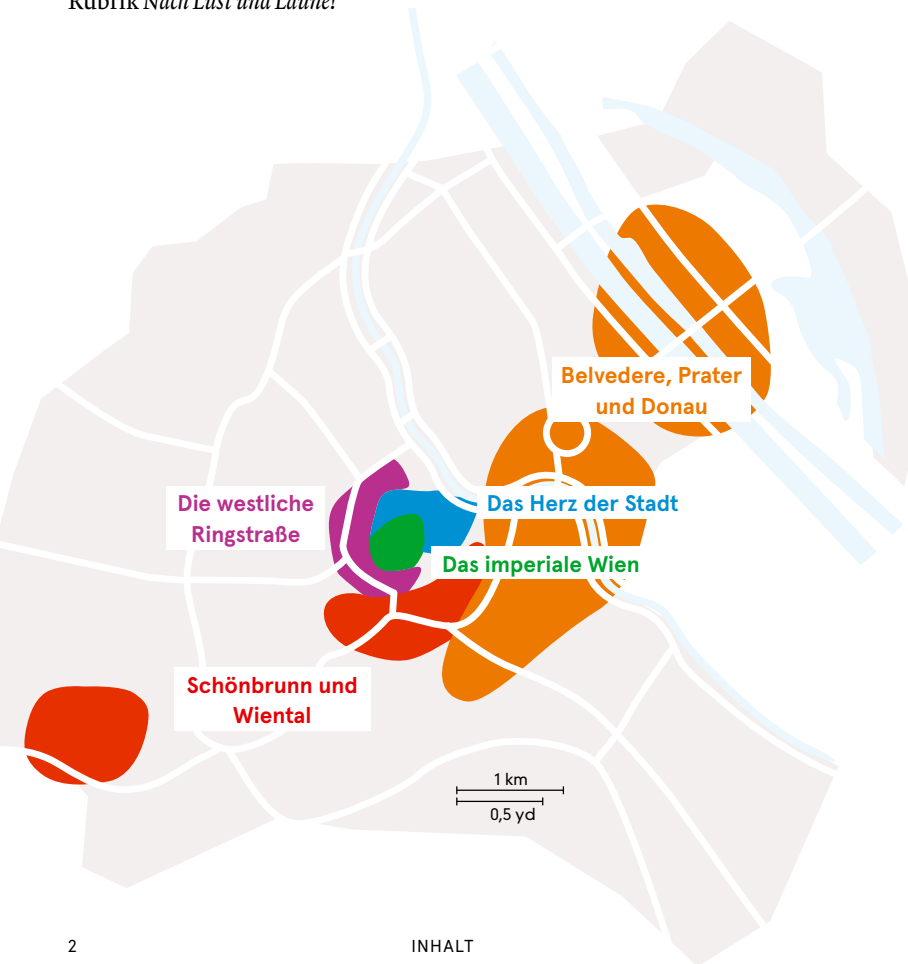 Rubrik Nach Lust und Laune!
Belvedere, Prater
und Donau
Die westliche
Ringstraße
Das Herz der Stadt
Das imperiale Wien
Schönbrunn und
Wiental
1 km
0,5 yd
2
INHALT